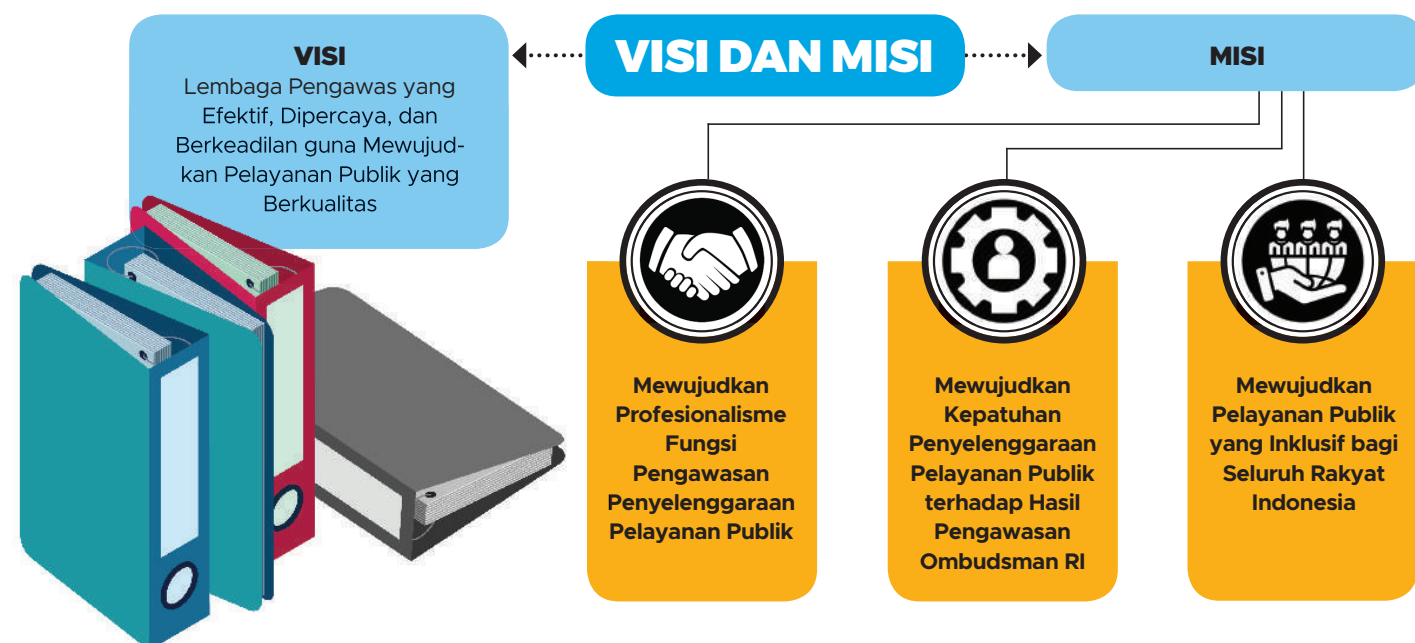 VISI DAN MISI
VISI
Lembaga Pengawas yang
Efektif, Dipercaya, dan
Berkeadilan guna Mewujud-
kan Pelayanan Publik yang
Berkualitas
MISI
Mewujudkan
Profesionalisme
Fungsi
Pengawasan
Penyelenggaraan
Pelayanan Publik
Mewujudkan
Kepatuhan
Penyelenggaraan
Pelayanan Publik
terhadap Hasil
Pengawasan
Ombudsman RI
Mewujudkan
Pelayanan Publik
yang Inklusif bagi
Seluruh Rakyat
Indonesia